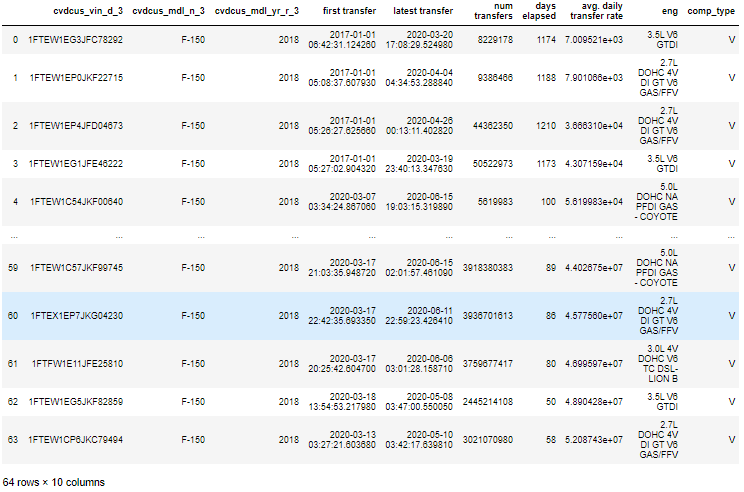 cvdcus_vin_d_3 cvdcus_mdl_n_3 cvdcus_mdl_yr_r_3 first transfer latest transfer num transfers days elapsed avg. daily transfer rate eng comp_type
0 1FTEW1EG3JFC78292 F-150 2018 2017-01-01 06:42:31.124260 2020-03-20 17:08:29.524980 8229178 1174 7.009521e+03 3.5L V6 GTDI V
1 1FTEW1EP0JKF22715 F-150 2018 2017-01-01 05:08:37.607930 2020-04-04 04:34:53.288840 9386466 1188 7.901066e+03 2.7L DOHC 4V DI GT V6 GAS/FFV V
2 1FTEW1EP4JFD04673 F-150 2018 2017-01-01 05:26:27.625660 2020-04-26 00:13:11.402820 44362350 1210 3.666310e+04 2.7L DOHC 4V DI GT V6 GAS/FFV V
3 1FTEW1EG1JFE46222 F-150 2018 2017-01-01 05:27:02.904320 2020-03-19 23:40:13.347630 50522973 1173 4.307159e+04 3.5L V6 GTDI V
4 1FTEW1C54JKF00640 F-150 2018 2020-03-07 03:34:24.867060 2020-06-15 19:03:15.319890 5619983 100 5.619983e+04 5.0L DOHC NA PFDI GAS - COYOTE V
... ... ... ... ... ... ... ... ... ... ...
59 1FTEW1C57JKF99745 F-150 2018 2020-03-17 21:03:35.948720 2020-06-15 02:01:57.461090 3918380383 89 4.402675e+07 5.0L DOHC NA PFDI GAS - COYOTE V
60 1FTEX1EP7JKG04230 F-150 2018 2020-03-17 22:42:35.693350 2020-06-11 22:59:23.426410 3936701613 86 4.577560e+07 2.7L DOHC 4V DI GT V6 GAS/FFV V
61 1FTFW1E11JFE25810 F-150 2018 2020-03-17 20:25:42.604700 2020-06-06 03:01:28.158710 3759677417 80 4.699597e+07 3.0L 4V DOHC V6 TC DSL- LION B V
62 1FTEW1EG5JKF82859 F-150 2018 2020-03-18 13:54:53.217980 2020-05-08 03:47:00.550050 2445214108 50 4.890428e+07 3.5L V6 GTDI V
63 1FTEW1CP6JKC79494 F-150 2018 2020-03-13 03:27:21.603680 2020-05-10 03:42:17.639810 3021070980 58 5.208743e+07 2.7L DOHC 4V DI GT V6 GAS/FFV V
64 rows × 10 columns